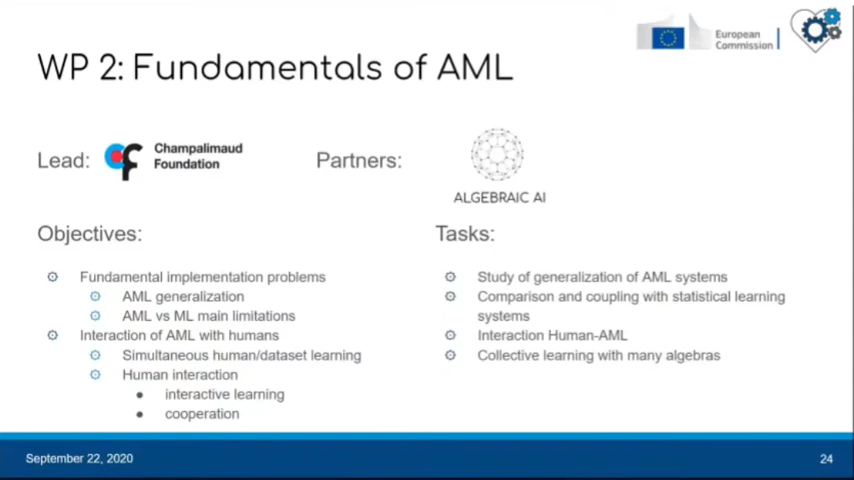 European
Commission
WP 2: Fundamentals of AML
Lead:
Champalimaud
Foundation
Partners:
ALGEBRAIC AI
Objectives:
Fundamental implementation problems
AML generalization
AML vs ML main limitations
Interaction of AML with humans
Simultaneous human/dataset learning
Human interaction
interactive learning
cooperation
Tasks:
Study of generalization of AML systems
Comparison and coupling with statistical learning
systems
Interaction Human-AML
Collective learning with many algebras
September 22, 2020
24